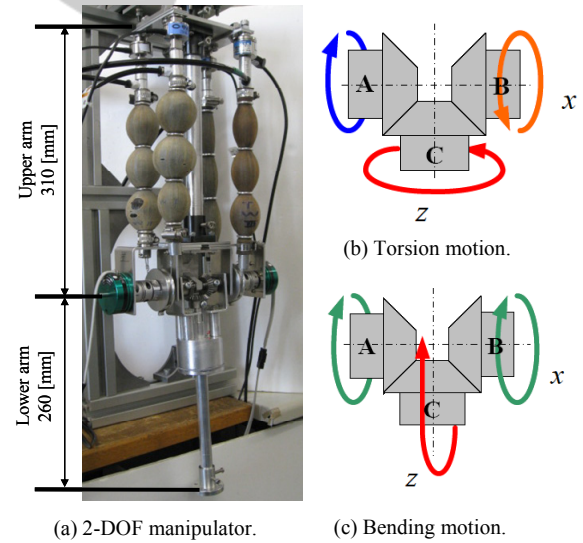 Upper arm
310 [mm]
Lower arm
260 [mm]
(a) 2-DOF manipulator.
A
B
x
C
z
(b) Torsion motion.
A
B
x
C
z
(c) Bending motion.